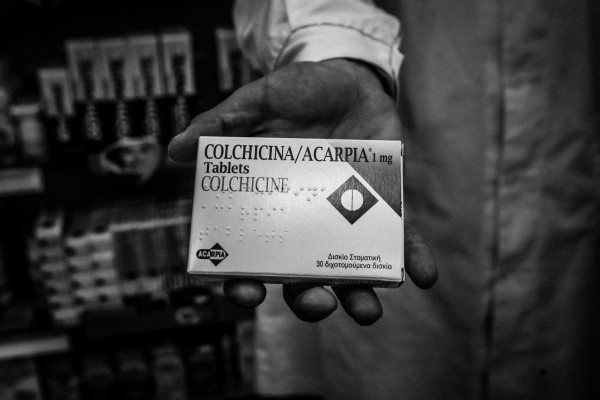 COLCHICINA/ACARPIA® 1 mg
Tablets
COLCHICINE
ACARPIA
Δισκίο Στοματική
30 διχοτομούμενα δισκία